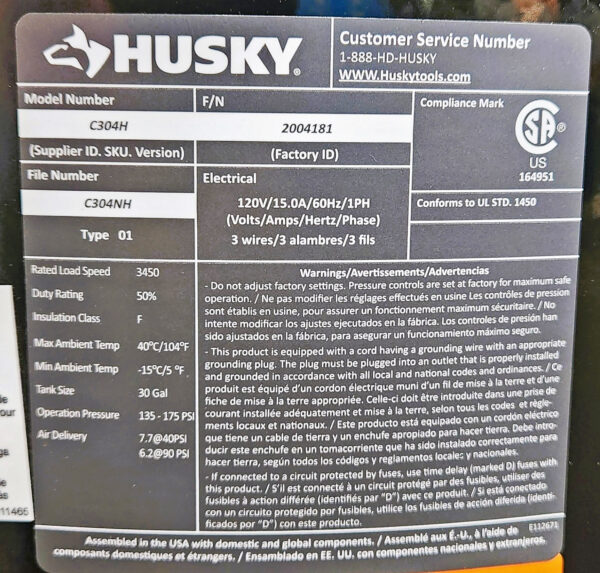 HUSKY®
Customer Service Number
1-888-HD-HUSKY
WWW.Huskytools.com
Model Number
F/N
Compliance Mark
C304H
2004181
(Supplier ID. SKU. Version)
(Factory ID)
SA®
US
164951
File Number
Electrical
C304NH
120V/15.0A/60Hz/1PH
Conforms to UL STD. 1450
(Volts/Amps/Hertz/Phase)
Type 01
3 wires/3 alambres/3 fils
Rated Load Speed 3450
Duty Rating 50%
Insulation Class F
Max Ambient Temp 40°C/104°F
Min Ambient Temp -15°C/5 °F
Tank Size 30 Gal
Operation Pressure 135 - 175 PSI
Air Delivery 7.7@40PSI
6.2@90 PSI
Warnings/Avertissements/Advertencias
- Do not adjust factory settings. Pressure controls are set at factory for maximum safe
operation. / Ne pas modifier les réglages effectués en usine Les contrôles de pression
sont établis en usine, pour assurer un fonctionnement maximum sécuritaire. / No
intente modificar los ajustes ejecutados en la fábrica. Los controles de presión han
sido ajustados en la fábrica, para asegurar un funcionamiento máximo seguro.
- This product is equipped with a cord having a grounding wire with an appropriate
grounding plug. The plug must be plugged into an outlet that is properly installed
and grounded in accordance with all local and national codes and ordinances. / Ce
produit est équipé d'un cordon électrique muni d'un fil de mise à la terre et d'une
fiche de mise à la terre appropriée. Celle-ci doit être introduite dans une prise de
courant installée adéquatement et mise à la terre, selon tous les codes et règle-
ments locaux et nationaux. / Este producto está equipado con un cordón eléctrico
que tiene un cable de tierra y un enchufe apropiado para hacer tierra. Debe intro-
ducir este enchufe en un tomacorriente que ha sido instalado correctamente para
hacer tierra, según todos los códigos y reglamentos locales y nacionales.
- If connected to a circuit protected by fuses, use time delay (marked D) fuses with
this product. / S'il est connecté à un circuit protégé par des fusibles, utiliser des
fusibles à action différée (identifiés par "D") avec ce produit. / Si está conectado
con un circuito protegido por fusibles, utilice los fusibles de acción diferida (identi-
ficados por "D") con este producto.
E112671
Assembled in the USA with domestic and global components. / Assemblé aux É.-U., à l'aide de
composants domestiques et étrangers. / Ensamblado en EE. UU. con componentes nacionales y extranjeros.
11465